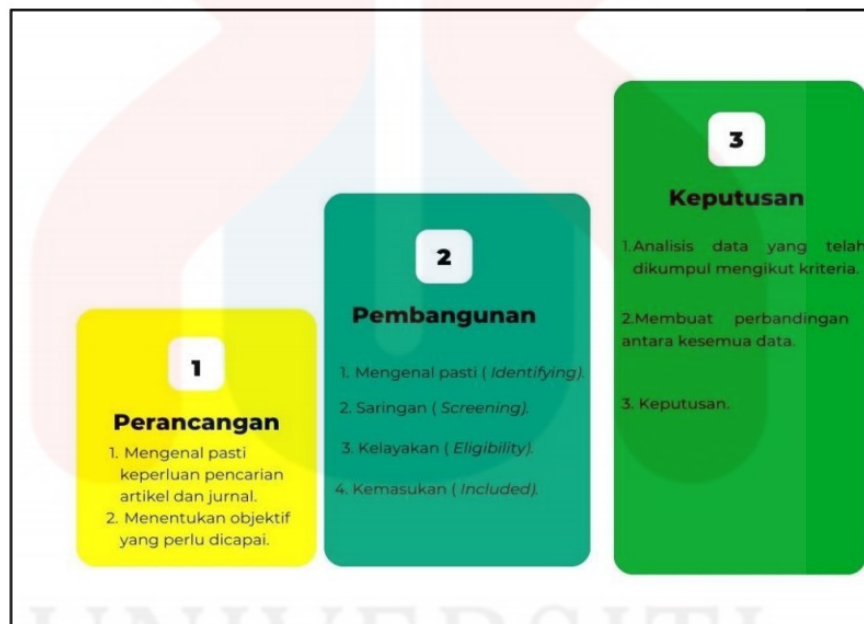 1
Perancangan
1. Mengenal pasti
keperluan pencarian
artikel dan jurnal.
2. Menentukan objektif
yang perlu dicapai.
2
Pembangunan
1. Mengenal pasti ( Identifying).
2. Saringan ( Screening).
3. Kelayakan ( Eligibility).
4. Kemasukan ( Included).
3
Keputusan
1.Analisis data yang telah
dikumpul mengikut kriteria.
2.Membuat perbandingan
antara kesemua data.
3. Keputusan.
UNIVERSITI